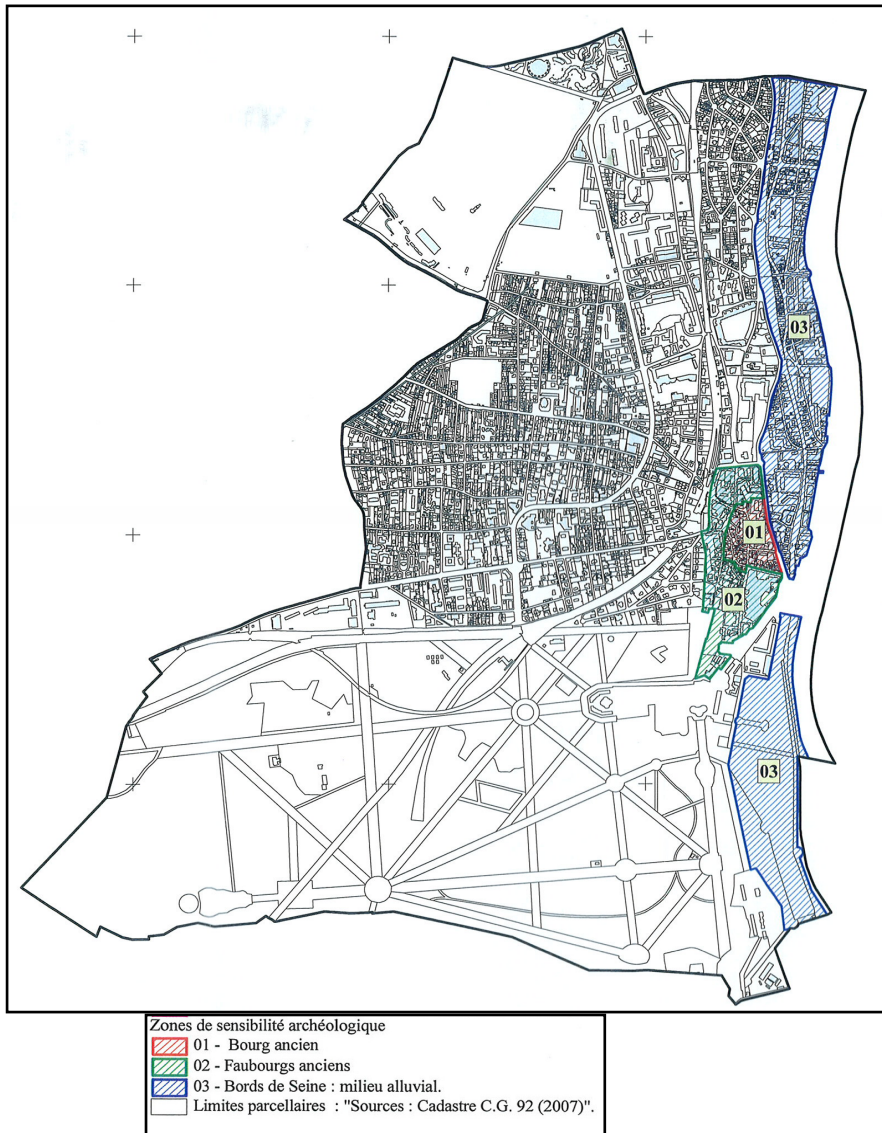 03
01
02
03
Zones de sensibilité archéologique
01 - Bourg ancien
02 - Faubourgs anciens
03 - Bords de Seine : milieu alluvial.
Limites parcellaires : "Sources : Cadastre C.G. 92 (2007)".